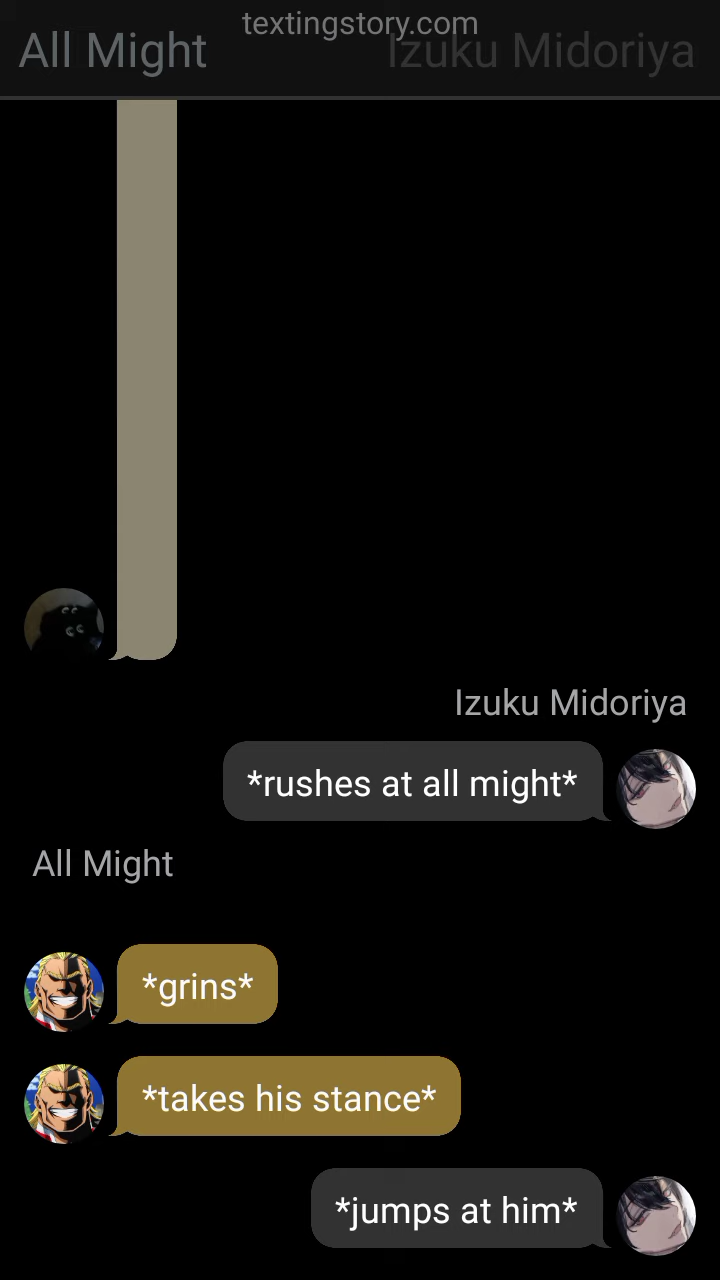 textingstory.com
All Might
Izuku Midoriya
Izuku Midoriya
*rushes at all might*
All Might
*grins*
*takes his stance*
*jumps at him*